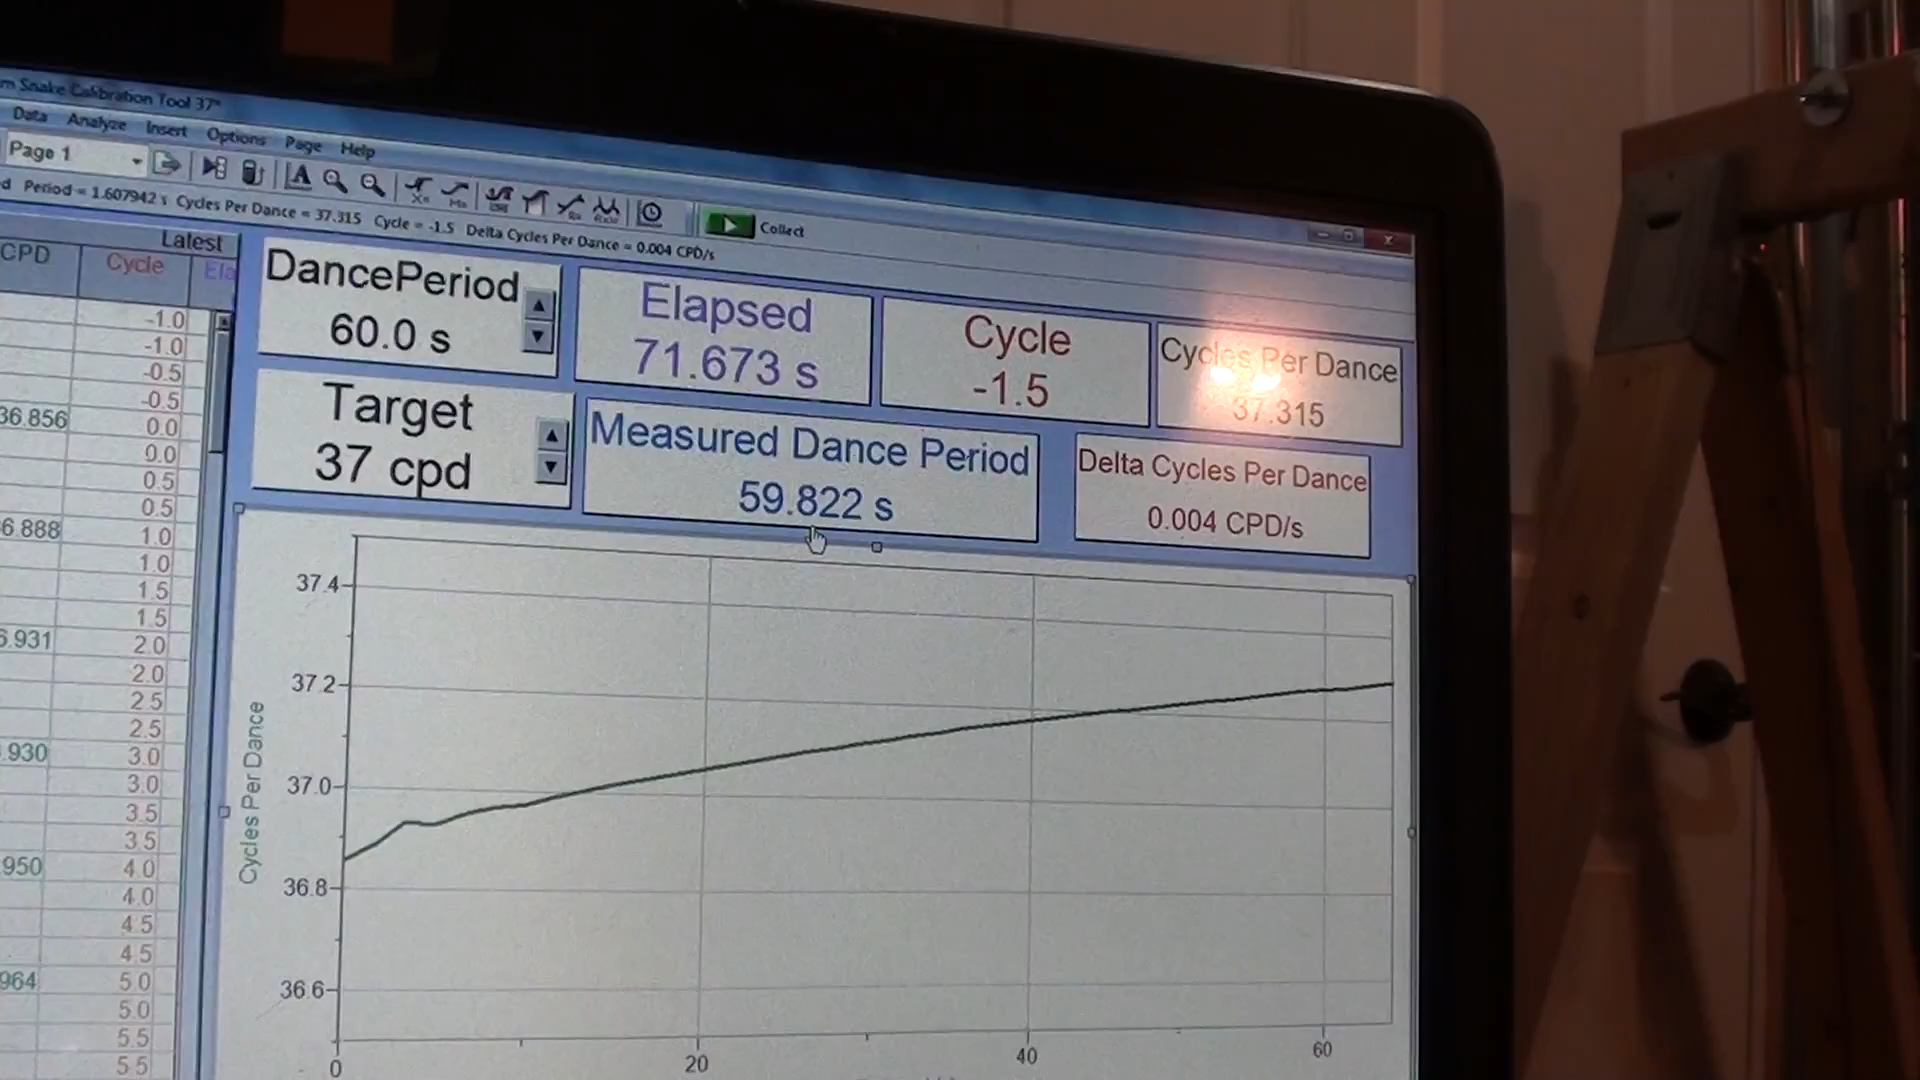 m Snake Calibration Tool 37*
Data Analyze Insert Options Page Help
Page 1
d Period = 1.607942 s Cycles Per Dance = 37.315 Cycle = -1.5 Delta Cycles Per Dance = 0.004 CPD/s
Collect
Latest
CPD Cycle Ela
-1.0
-1.0
-0.5
-0.5
36.856 0.0
0.0
0.5
0.5
6.888 1.0
1.0
1.5
1.5
6.931 2.0
2.0
2.5
2.5
.930 3.0
3.0
3.5
3.5
950 4.0
4.0
4.5
4.5
964 5.0
5.0
5.5
5.5
DancePeriod
60.0 s
Elapsed
71.673 s
Cycle
-1.5
Cycles Per Dance
37.315
Target
37 cpd
Measured Dance Period
59.822 s
Delta Cycles Per Dance
0.004 CPD/s
Cycles Per Dance
37.4
37.2
37.0
36.8
36.6
0 20 40 60